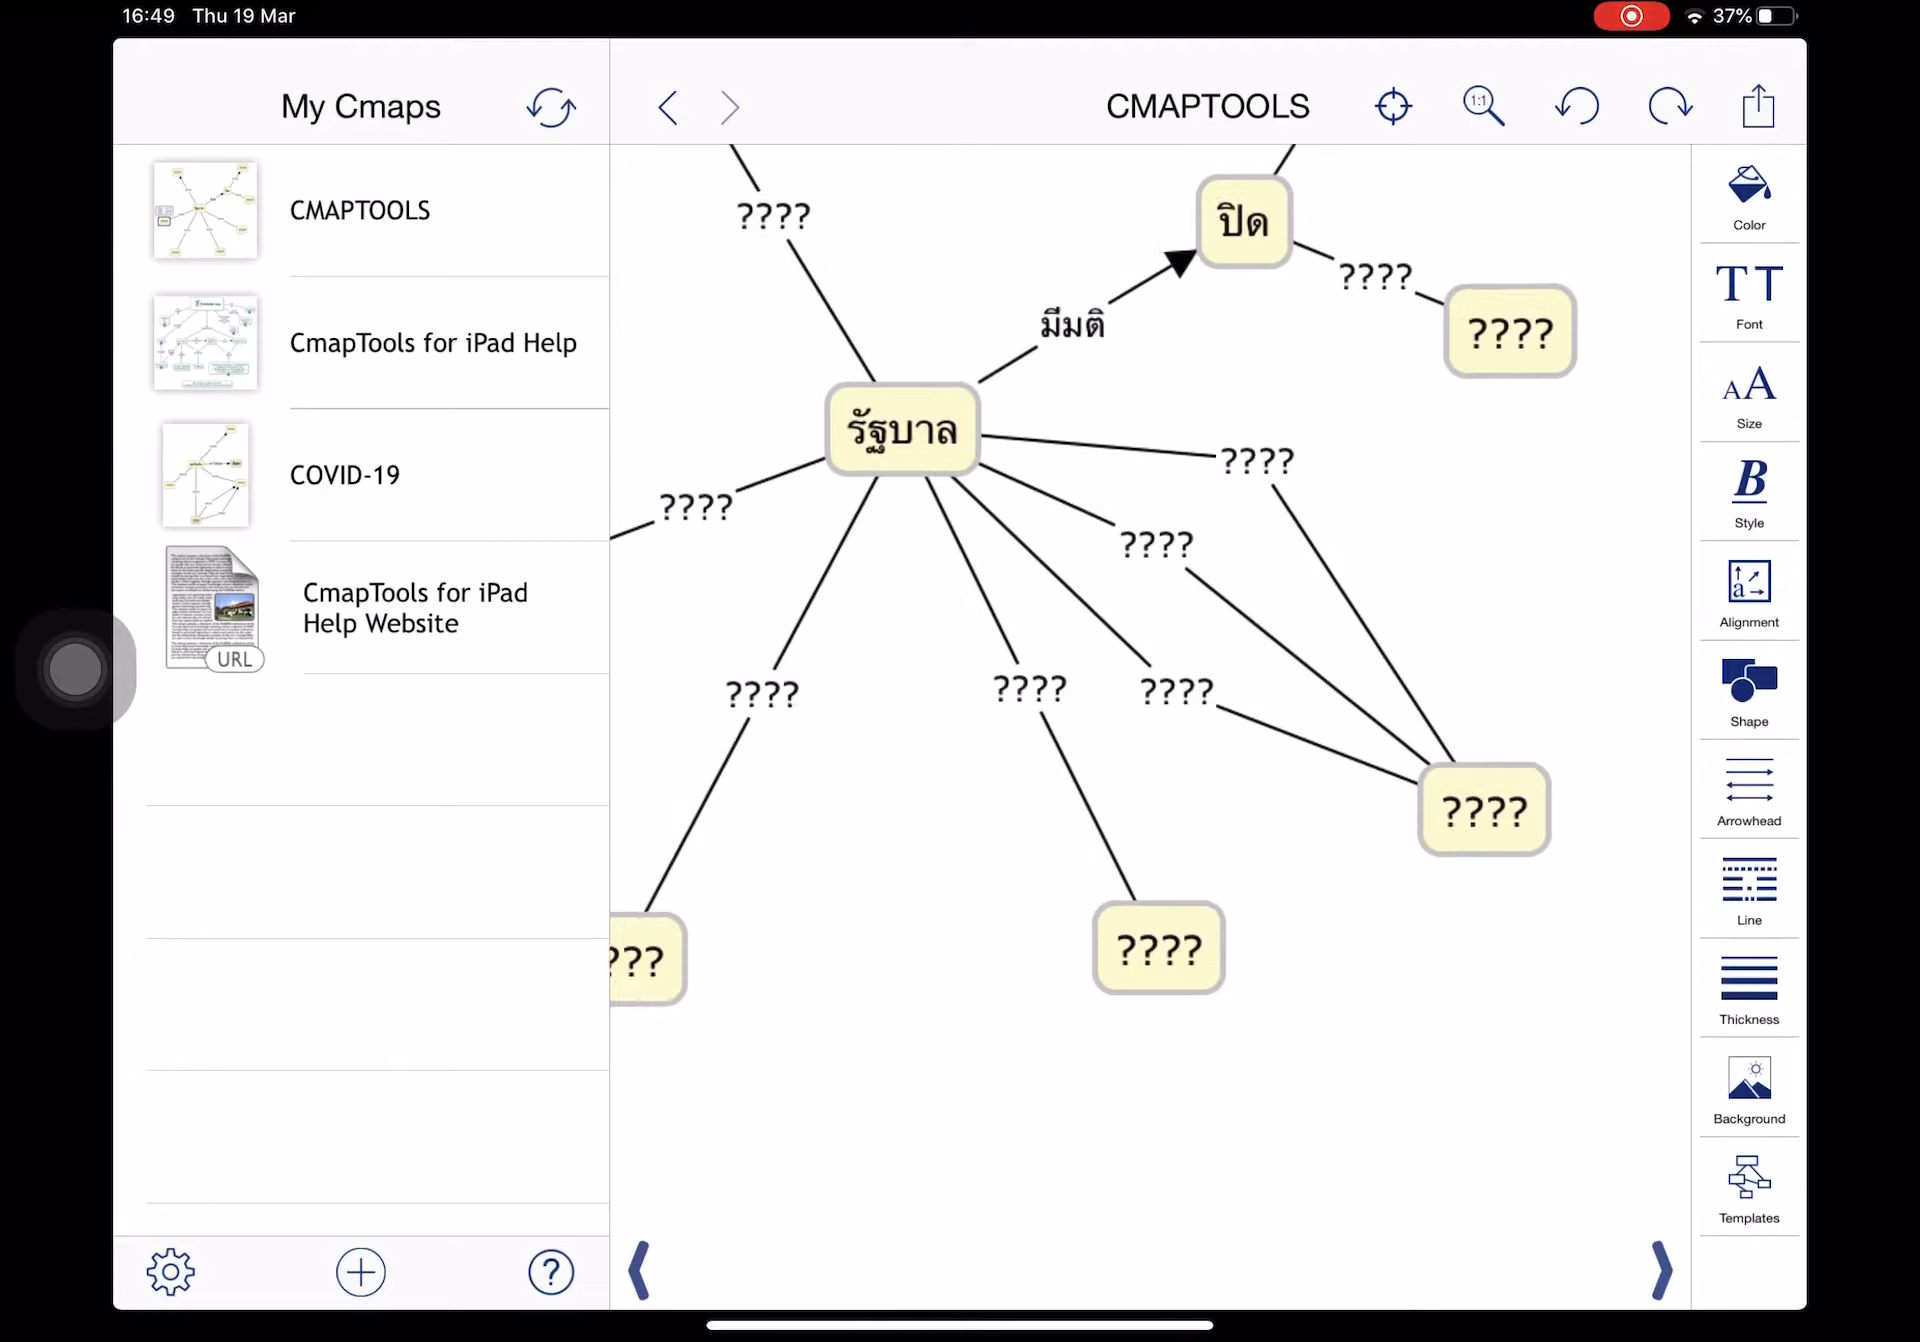 16:49 Thu 19 Mar
37%
My Cmaps
CMAPTOOLS
1:1
CMAPTOOLS
CmapTools for iPad Help
COVID-19
CmapTools for iPad
Help Website
URL
????
ปิด
????
????
มีมติ
รัฐบาล
????
????
????
????
????
????
????
???
????
Color
Font
Size
Style
Alignment
Shape
Arrowhead
Line
Thickness
Background
Templates